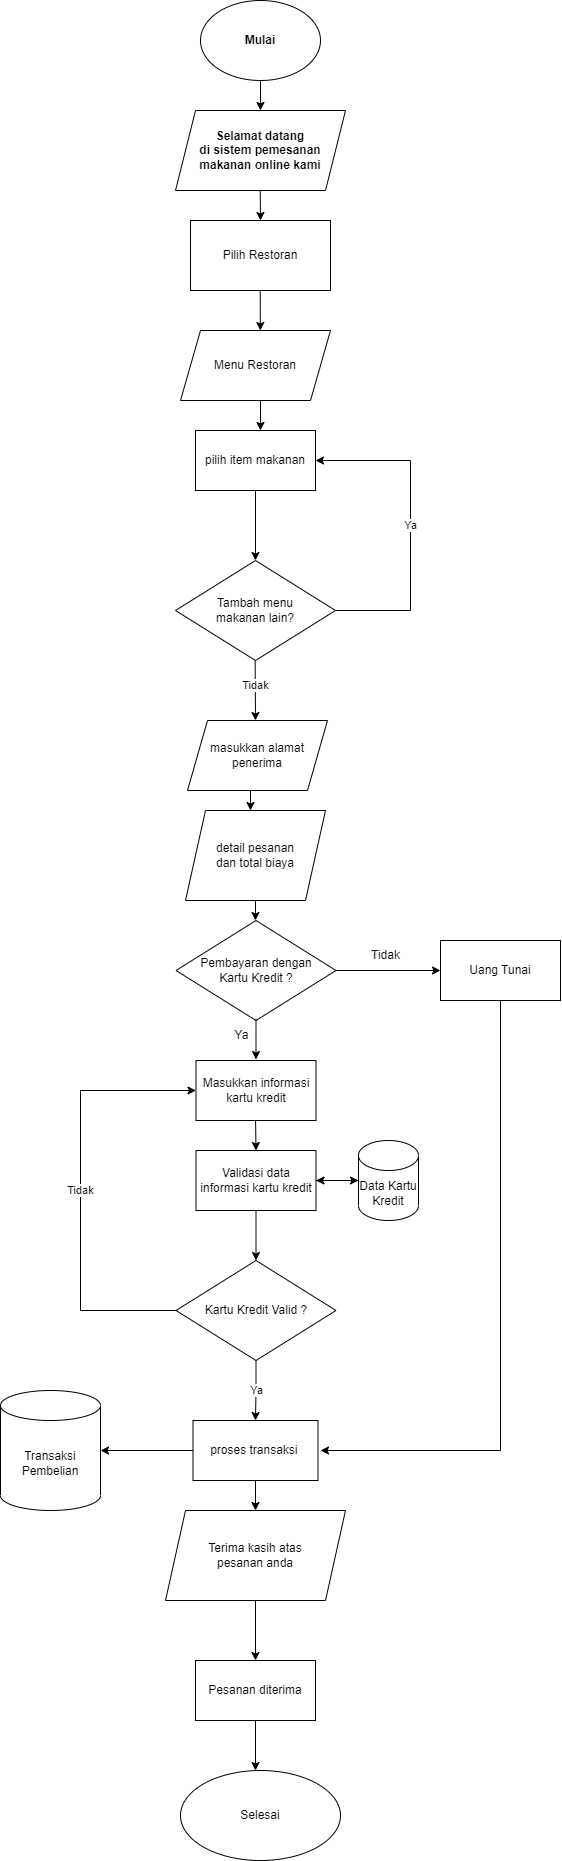 Mulai
Selamat datang
di sistem pemesanan
makanan online kami
Pilih Restoran
Menu Restoran
pilih item makanan
Ya
Tambah menu
makanan lain?
Tidak
masukkan alamat
penerima
detail pesanan
dan total biaya
Pembayaran dengan
Kartu Kredit ?
Tidak
Uang Tunai
Ya
Masukkan informasi
kartu kredit
Validasi data
informasi kartu kredit
Data Kartu
Kredit
Tidak
Kartu Kredit Valid ?
Ya
proses transaksi
Transaksi
Pembelian
Terima kasih atas
pesanan anda
Pesanan diterima
Selesai